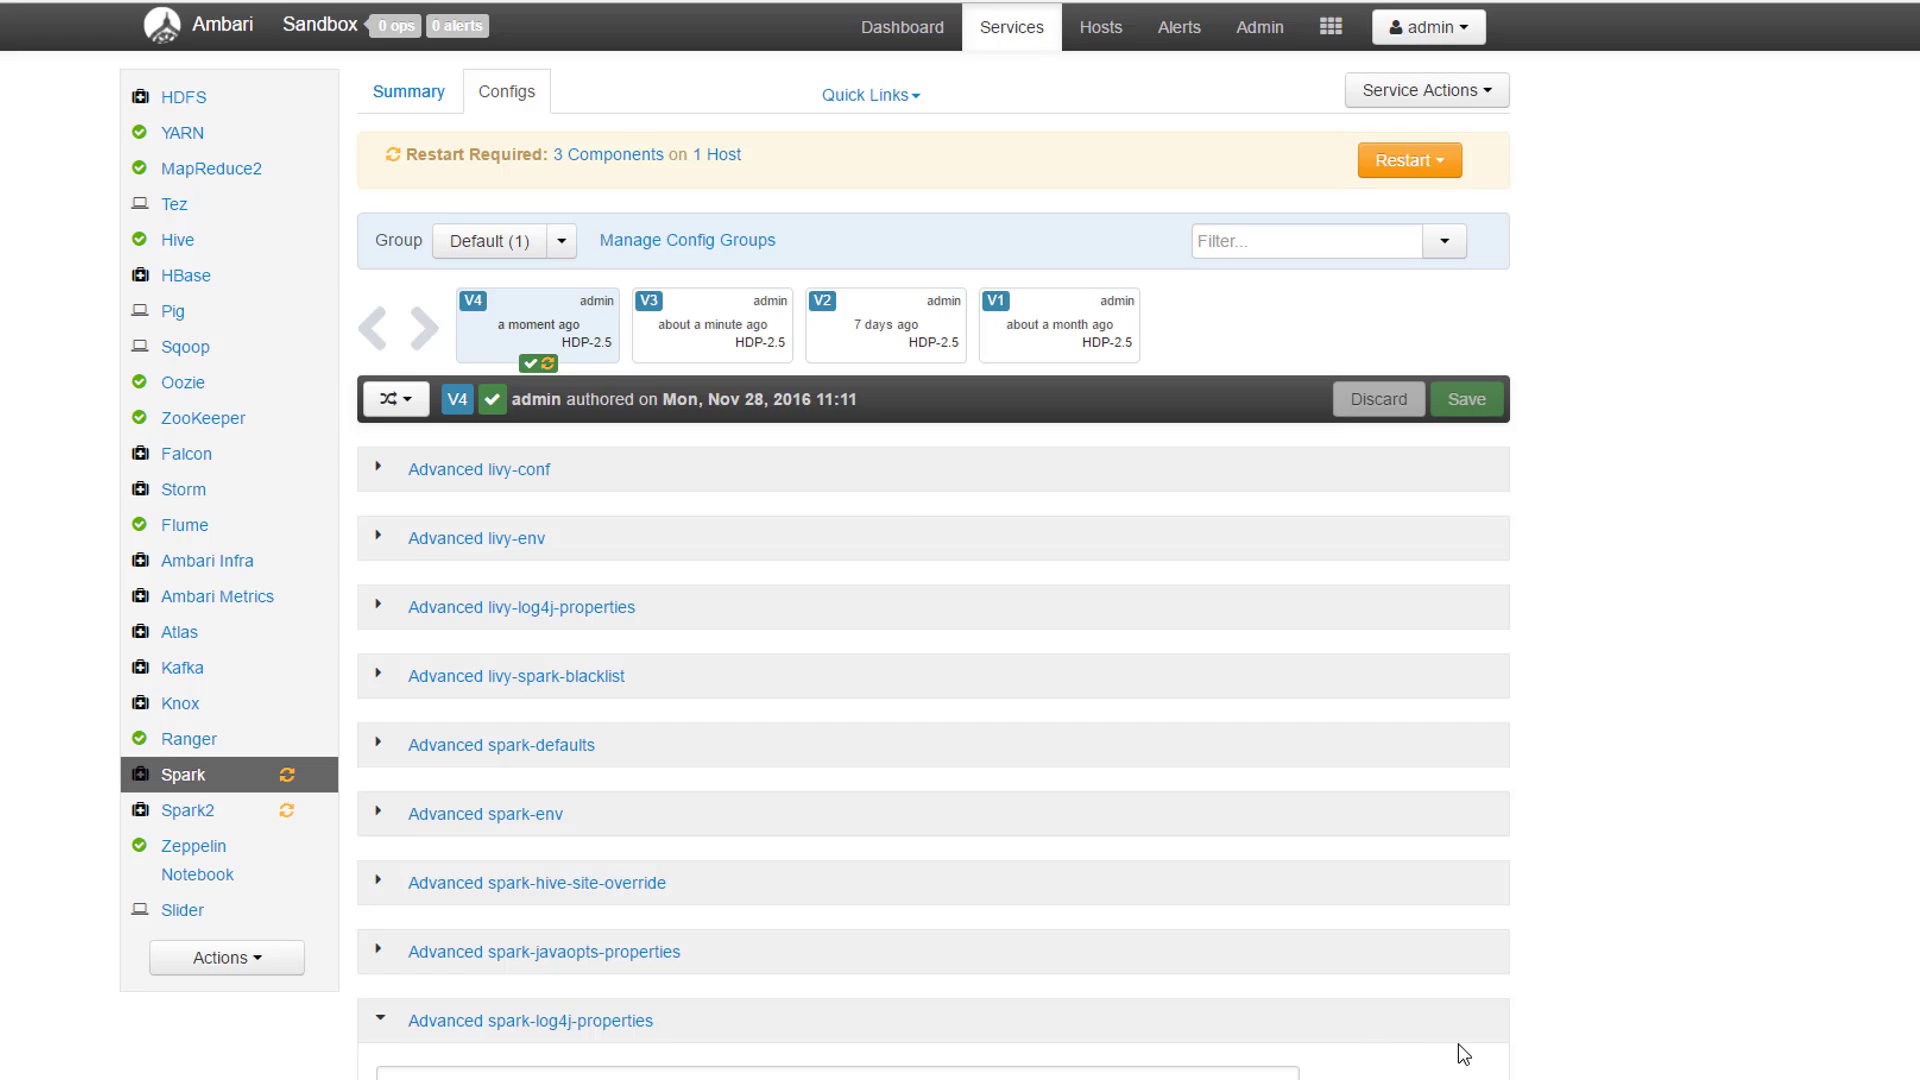 Ambari Sandbox 0 ops 0 alerts Dashboard Services Hosts Alerts Admin admin
HDFS
YARN
MapReduce2
Tez
Hive
HBase
Pig
Sqoop
Oozie
ZooKeeper
Falcon
Storm
Flume
Ambari Infra
Ambari Metrics
Atlas
Kafka
Knox
Ranger
Spark
Spark2
Zeppelin
Notebook
Slider
Actions
Summary Configs Quick Links Service Actions
Restart Required: 3 Components on 1 Host Restart
Group Default (1) Manage Config Groups Filter...
V4 admin
a moment ago
HDP-2.5
V3 admin
about a minute ago
HDP-2.5
V2 admin
7 days ago
HDP-2.5
V1 admin
about a month ago
HDP-2.5
V4 admin authored on Mon, Nov 28, 2016 11:11 Discard Save
Advanced livy-conf
Advanced livy-env
Advanced livy-log4j-properties
Advanced livy-spark-blacklist
Advanced spark-defaults
Advanced spark-env
Advanced spark-hive-site-override
Advanced spark-javaopts-properties
Advanced spark-log4j-properties